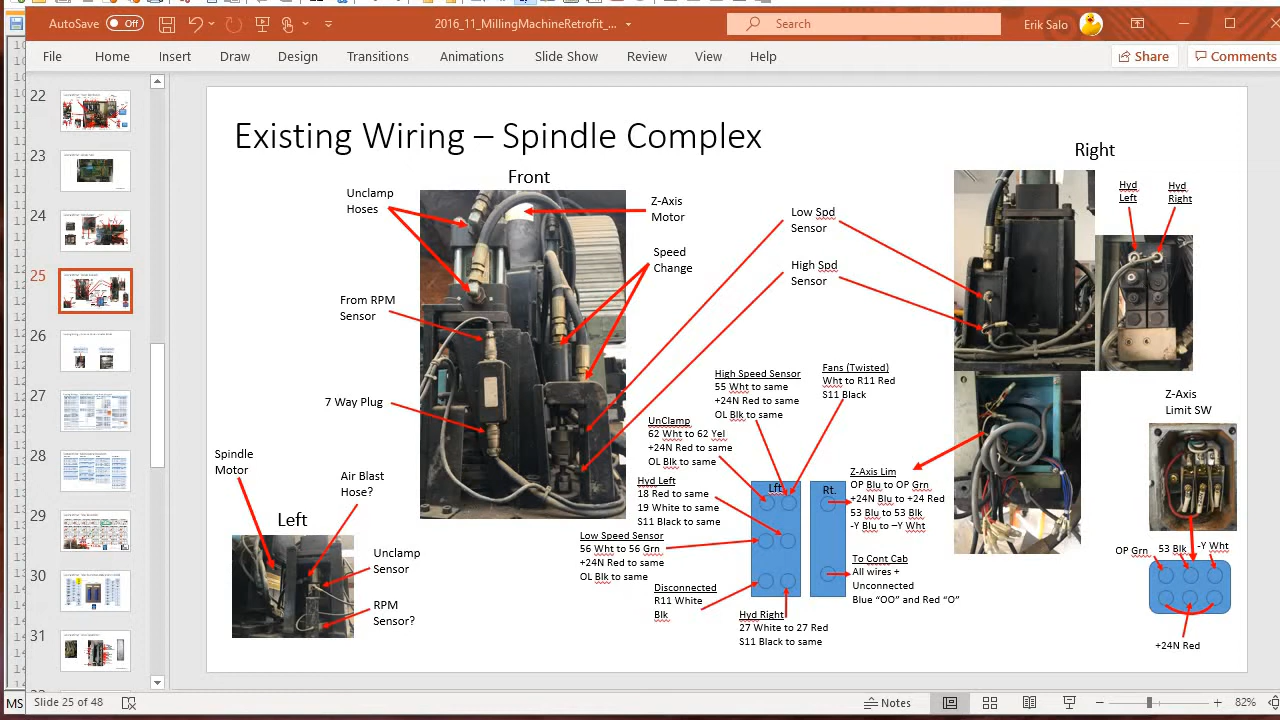 AutoSave Off
2016_11_MillingMachineRetrofit_...
Search
Erik Salo
File Home Insert Draw Design Transitions Animations Slide Show Review View Help
Share Comments
22
23
24
25
26
27
28
29
30
31
Existing Wiring – Spindle Complex
Front
Right
Left
Unclamp
Hoses
Z-Axis
Motor
Speed
Change
From RPM
Sensor
7 Way Plug
Spindle
Motor
Air Blast
Hose?
Unclamp
Sensor
RPM
Sensor?
Low Spd
Sensor
High Spd
Sensor
Hyd
Left
Hyd
Right
Z-Axis
Limit SW
High Speed Sensor
55 Wht to same
+24N Red to same
OL Blk to same
Fans (Twisted)
Wht to R11 Red
S11 Black
UnClamp
62 Wht to 62 Yel
+24N Red to same
OL Blk to same
Hyd Left
18 Red to same
19 White to same
S11 Black to same
Low Speed Sensor
56 Wht to 56 Grn
+24N Red to same
OL Blk to same
Disconnected
R11 White
Blk
Hyd Right
27 White to 27 Red
S11 Black to same
Lft.
Rt.
Z-Axis Lim
OP Blu to OP Grn
+24N Blu to +24 Red
53 Blu to 53 Blk
-Y Blu to –Y Wht
To Cont Cab
All wires +
Unconnected
Blue “OO” and Red “O”
OP Grn
53 Blk
-Y Wht
+24N Red
MS
Slide 25 of 48
Notes
82%